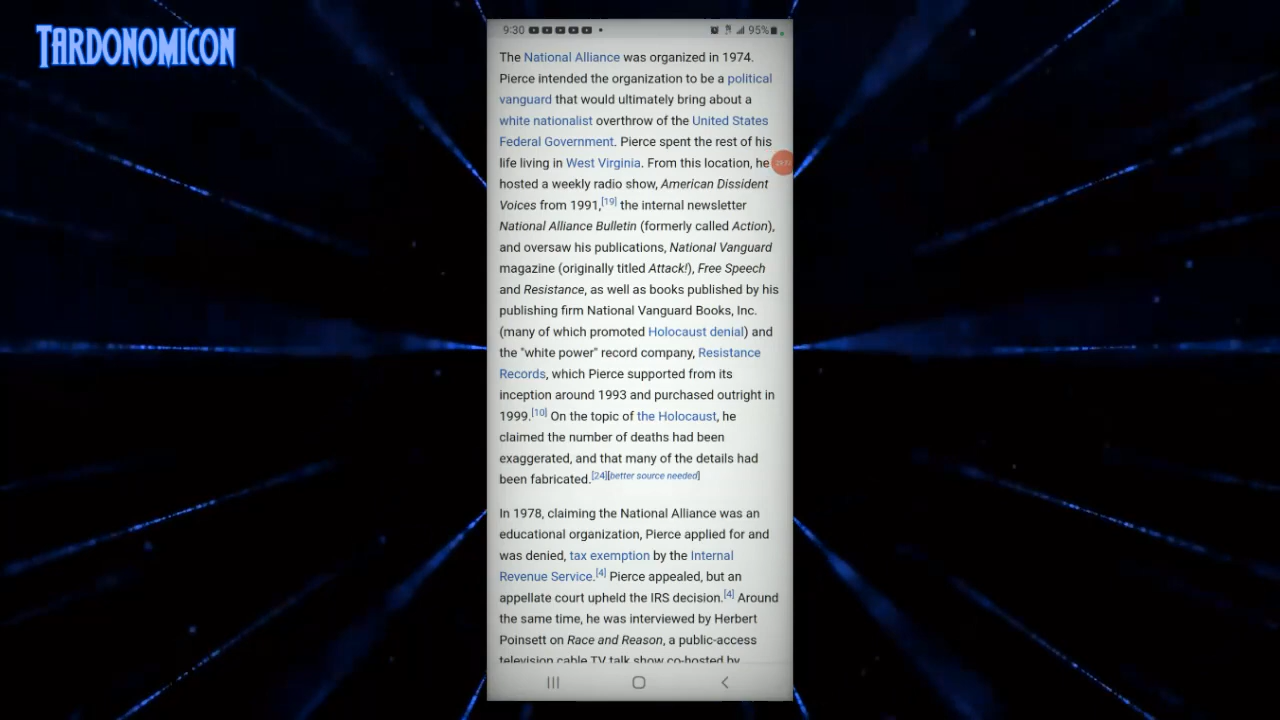 TARDONOMICON
9:30
95%
The National Alliance was organized in 1974.
Pierce intended the organization to be a political
vanguard that would ultimately bring about a
white nationalist overthrow of the United States
Federal Government. Pierce spent the rest of his
life living in West Virginia. From this location, he
hosted a weekly radio show, American Dissident
Voices from 1991,[19] the internal newsletter
National Alliance Bulletin (formerly called Action),
and oversaw his publications, National Vanguard
magazine (originally titled Attack!), Free Speech
and Resistance, as well as books published by his
publishing firm National Vanguard Books, Inc.
(many of which promoted Holocaust denial) and
the "white power" record company, Resistance
Records, which Pierce supported from its
inception around 1993 and purchased outright in
1999.[10] On the topic of the Holocaust, he
claimed the number of deaths had been
exaggerated, and that many of the details had
been fabricated.[24][better source needed]
In 1978, claiming the National Alliance was an
educational organization, Pierce applied for and
was denied, tax exemption by the Internal
Revenue Service.[4] Pierce appealed, but an
appellate court upheld the IRS decision.[4] Around
the same time, he was interviewed by Herbert
Poinsett on Race and Reason, a public-access
television cable TV talk show co-hosted by